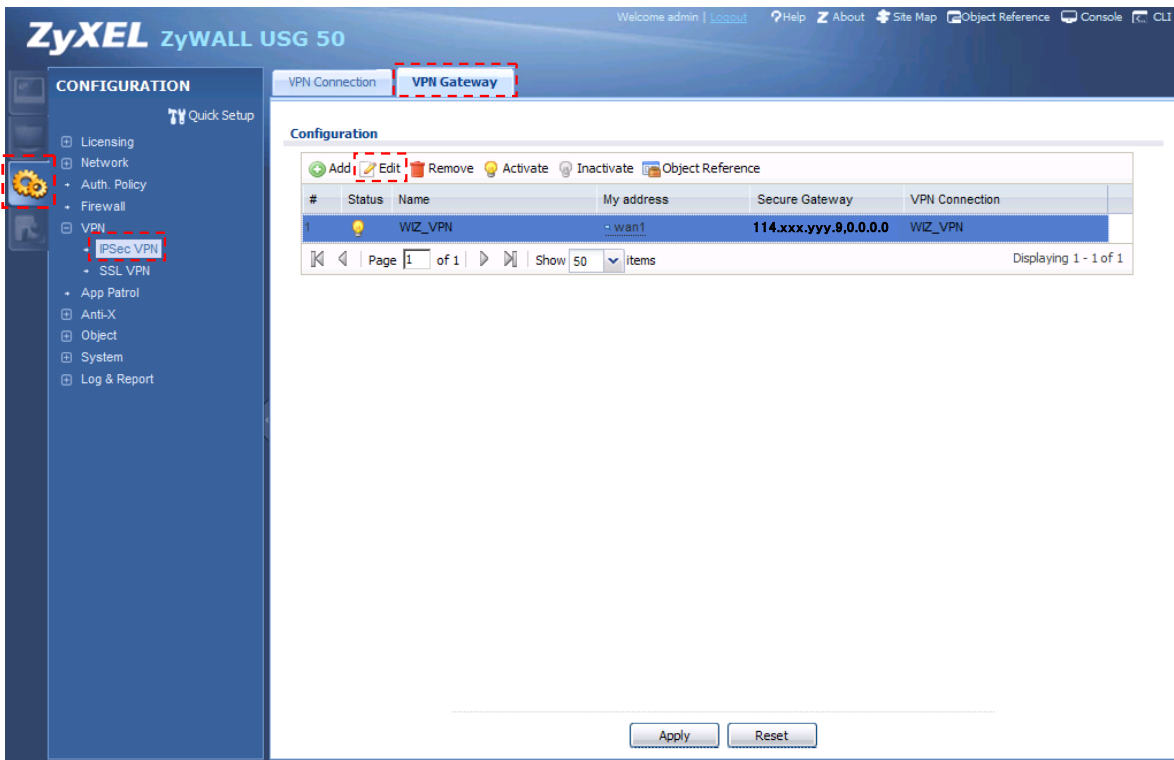 Welcome admin | Logout ?Help Z About Site Map Object Reference Console CLI
ZyXEL ZyWALL USG 50
CONFIGURATION
Quick Setup
Licensing
Network
Auth. Policy
Firewall
VPN
IPSec VPN
SSL VPN
App Patrol
Anti-X
Object
System
Log & Report
VPN Connection VPN Gateway
Configuration
Add Edit Remove Activate Inactivate Object Reference
# Status Name My address Secure Gateway VPN Connection
1 WIZ_VPN wan1 114.xxx.yyy.9,0.0.0.0 WIZ_VPN
Page 1 of 1 Show 50 items Displaying 1 - 1 of 1
Apply Reset